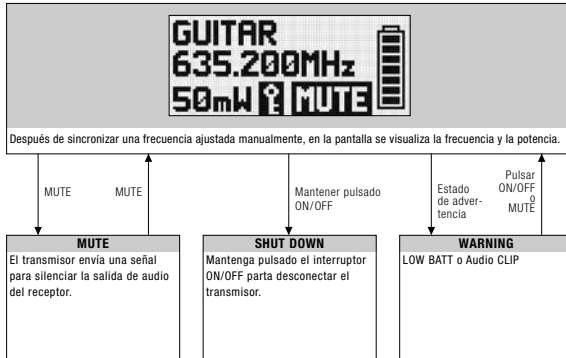 GUITAR
635.200MHz
50mW MUTE
Después de sincronizar una frecuencia ajustada manualmente, en la pantalla se visualiza la frecuencia y la potencia.
MUTE
MUTE
Mantener pulsado
ON/OFF
Estado
de adver-
tencia
Pulsar
ON/OFF
o
MUTE
MUTE
El transmisor envía una señal
para silenciar la salida de audio
del receptor.
SHUT DOWN
Mantenga pulsado el interruptor
ON/OFF parta desconectar el
transmisor.
WARNING
LOW BATT o Audio CLIP